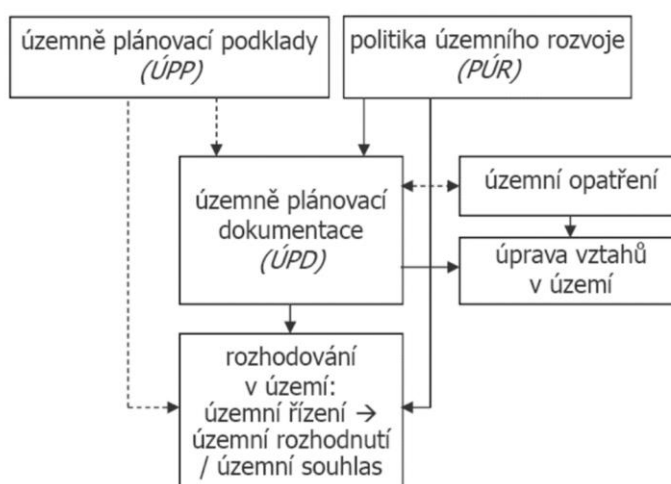 územně plánovací podklady
(ÚPP)
politika územního rozvoje
(PÚR)
územně plánovací
dokumentace
(ÚPD)
územní opatření
úprava vztahů
v území
rozhodování
v území:
územní řízení →
územní rozhodnutí
/ územní souhlas